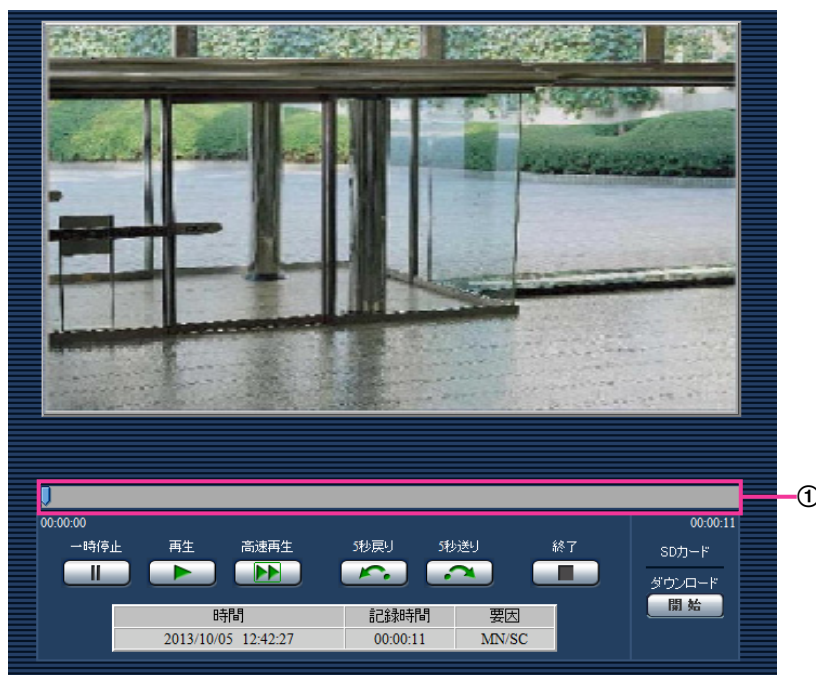 ①
00:00:00
00:00:11
一時停止 再生 高速再生 5秒戻り 5秒送り 終了
SDカード
ダウンロード
開始
時間 記録時間 要因
2013/10/05 12:42:27 00:00:11 MN/SC